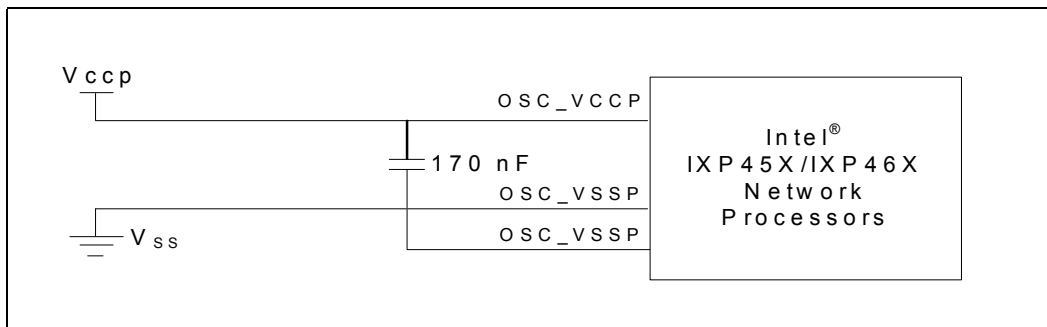 Vccp
OSC_VCCP
170 nF
OSC_VSSP
VSS
OSC_VSSP
Intel®
IXP45X/IXP46X
Network
Processors